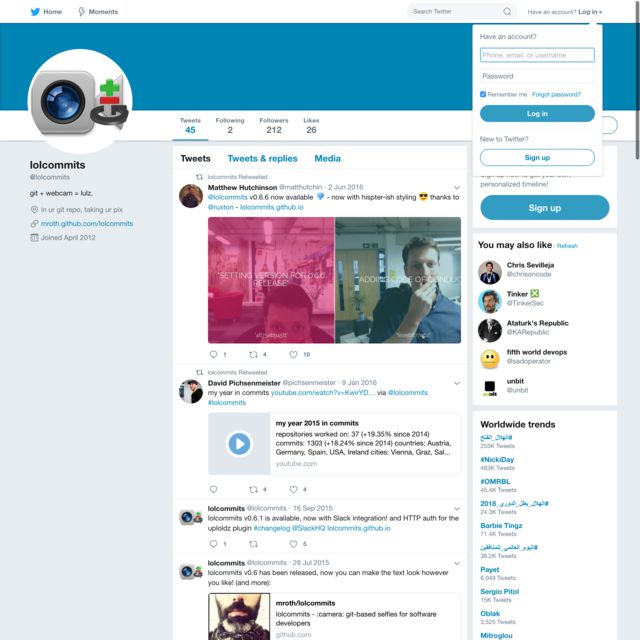 Home
Moments
Search Twitter
Have an account? Log in
Have an account?
Phone, email, or username
Password
Remember me · Forgot password?
Log in
New to Twitter?
Sign up
Tweets
45
Following
2
Followers
212
Likes
26
lolcommits
@lolcommits
git + webcam = lulz.
in ur git repo, taking ur pix
mroth.github.com/lolcommits
Joined April 2012
Tweets
Tweets & replies
Media
lolcommits Retweeted
Matthew Hutchinson @matthutchin · 2 Jun 2016
@lolcommits v0.6.6 now available 💎 - now with hispter-ish styling 😎 thanks to
@ruxton - lolcommits.github.io
"SETTING VERSION FOR 0.6.6
RELEASE"
1
4
10
lolcommits Retweeted
David Pichsenmeister @pichsenmeister · 9 Jan 2016
my year in commits youtube.com/watch?v=KwirYD… via @lolcommits
#lolcommits
my year 2015 in commits
repositories worked on: 37 (+19.35% since 2014)
commits: 1303 (+18.24% since 2014) countries: Austria,
Germany, Spain, USA, Ireland cities: Vienna, Graz, Sal...
youtube.com
4
4
lolcommits @lolcommits · 16 Sep 2015
lolcommits v0.6.1 is available, now with Slack integration! and HTTP auth for the
uploldz plugin #changelog @SlackHQ lolcommits.github.io
1
5
lolcommits @lolcommits · 28 Jul 2015
lolcommits v0.6 has been released, now you can make the text look however
you like! (and more):
mroth/lolcommits
lolcommits - :camera: git-based selfies for software
developers
github.com
personalized timeline!
Sign up
You may also like · Refresh
Chris Sevilleja
@chrisoncode
Tinker ❎
@TinkerSec
Ataturk's Republic
@KARepublic
fifth world devops
@sadoperator
unbit
@unbit
Worldwide trends
#الهلال_الفتح
255K Tweets
#NickiDay
483K Tweets
#OMRBL
45.4K Tweets
#الهلال_بطل_الدوري_2018
24.3K Tweets
Barbie Tingz
71.4K Tweets
#اليوم_العالمي_للمنافقين
38.2K Tweets
Payet
6,049 Tweets
Sergio Pitol
15K Tweets
Oblak
3,525 Tweets
Mitroglou